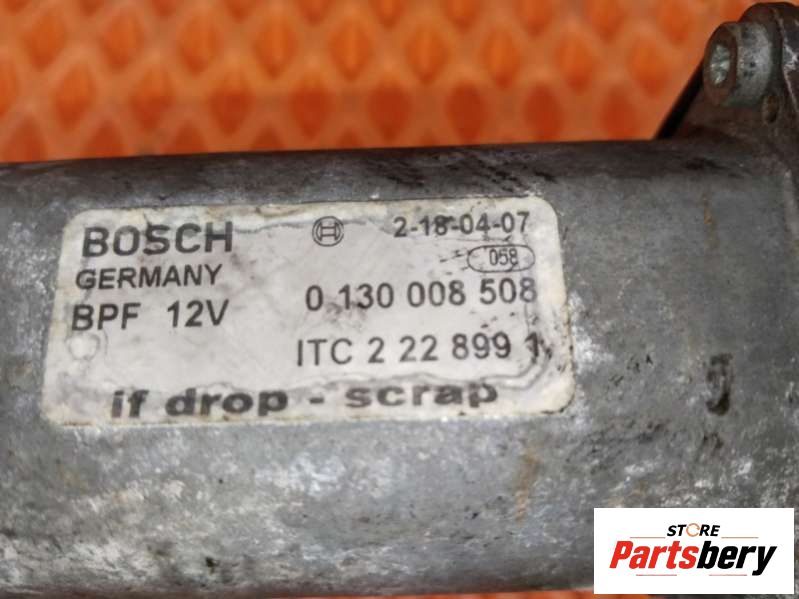 BOSCH 2-18-04-07
GERMANY 058
BPF 12V 0 130 008 508
ITC 2 22 899 1
if drop - scrap
STORE
Partsbery